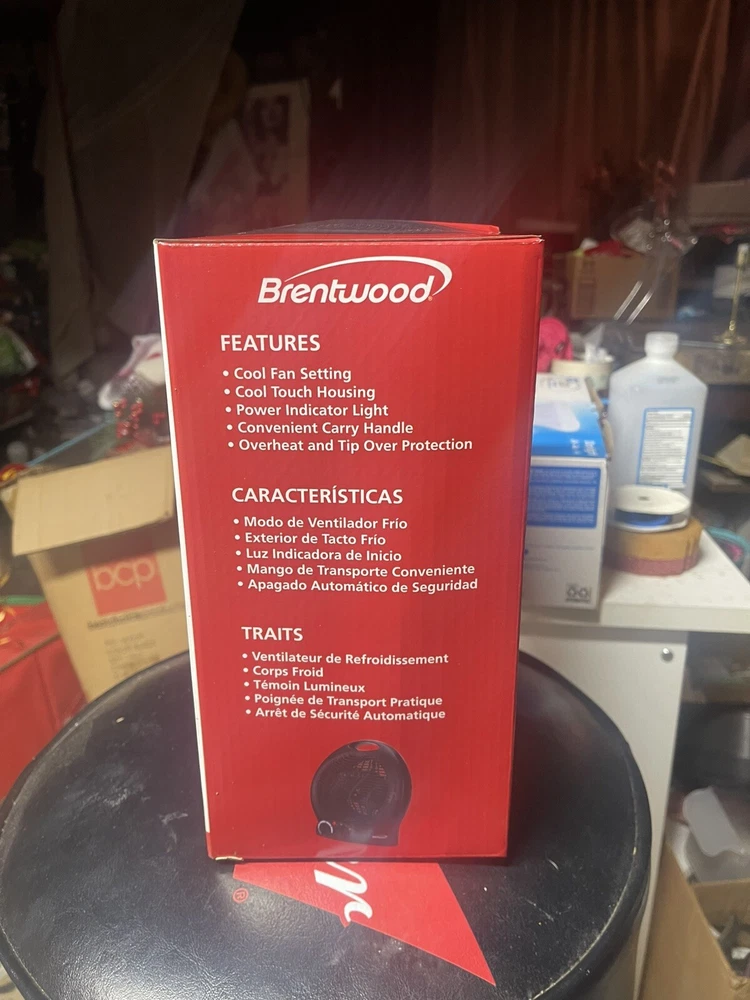 Brentwood®
FEATURES
• Cool Fan Setting
• Cool Touch Housing
• Power Indicator Light
• Convenient Carry Handle
• Overheat and Tip Over Protection
CARACTERÍSTICAS
• Modo de Ventilador Frío
• Exterior de Tacto Frío
• Luz Indicadora de Inicio
• Mango de Transporte Conveniente
• Apagado Automático de Seguridad
TRAITS
• Ventilateur de Refroidissement
• Corps Froid
• Témoin Lumineux
• Poignée de Transport Pratique
• Arrêt de Sécurité Automatique
bcp
®